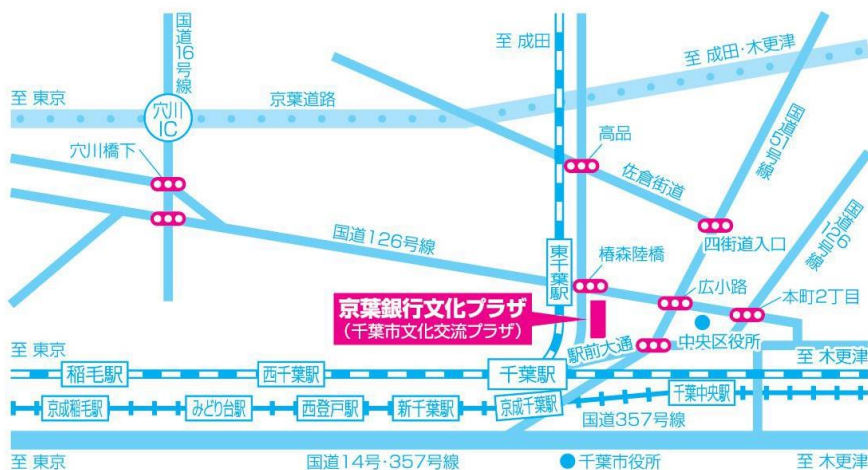 国道16号線
至 成田
至 成田・木更津
至 東京
穴川
IC
京葉道路
国道51号線
高品
穴川橋下
佐倉街道
国道126号線
四街道入口
国道126号線
東千葉駅
椿森陸橋
広小路
本町2丁目
京葉銀行文化プラザ
(千葉市文化交流プラザ)
駅前大通
中央区役所
至 東京
至 木更津
稲毛駅
西千葉駅
千葉駅
千葉中央駅
京成稲毛駅
みどり台駅
西登戸駅
新千葉駅
京成千葉駅
国道357号線
至 東京
国道14号・357号線
千葉市役所
至 木更津